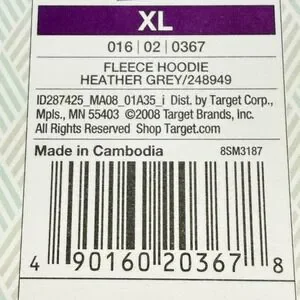 XL
016 | 02 | 0367
FLEECE HOODIE
HEATHER GREY/248949
ID287425_MA08_01A35_i Dist. by Target Corp.,
Mpls., MN 55403 ©2008 Target Brands, Inc.
All Rights Reserved Shop Target.com
Made in Cambodia 8SM3187
4 90160 20367 8